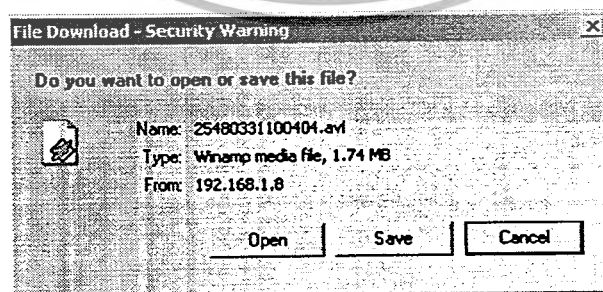 File Download - Security Warning
Do you want to open or save this file?
Name: 25480331100404.avi
Type: Winamp media file, 1.74 MB
From: 192.168.1.8
Open Save Cancel